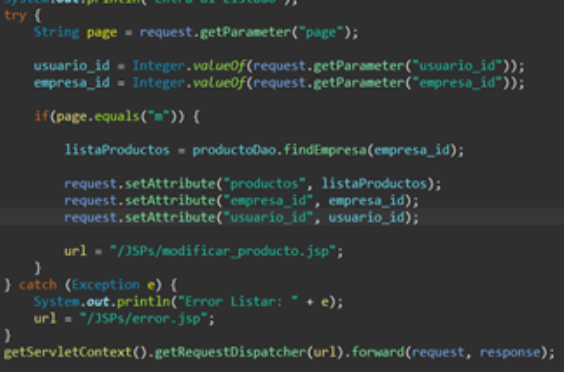 try {
String page = request.getParameter("page");
usuario_id = Integer.valueOf(request.getParameter("usuario_id"));
empresa_id = Integer.valueOf(request.getParameter("empresa_id"));
if(page.equals("m")) {
listaProductos = productoDao.findEmpresa(empresa_id);
request.setAttribute("productos", listaProductos);
request.setAttribute("empresa_id", empresa_id);
request.setAttribute("usuario_id", usuario_id);
url = "/JSPs/modificar_producto.jsp";
}
} catch (Exception e) {
System.out.println("Error Listar: " + e);
url = "/JSPs/error.jsp";
}
getServletContext().getRequestDispatcher(url).forward(request, response);